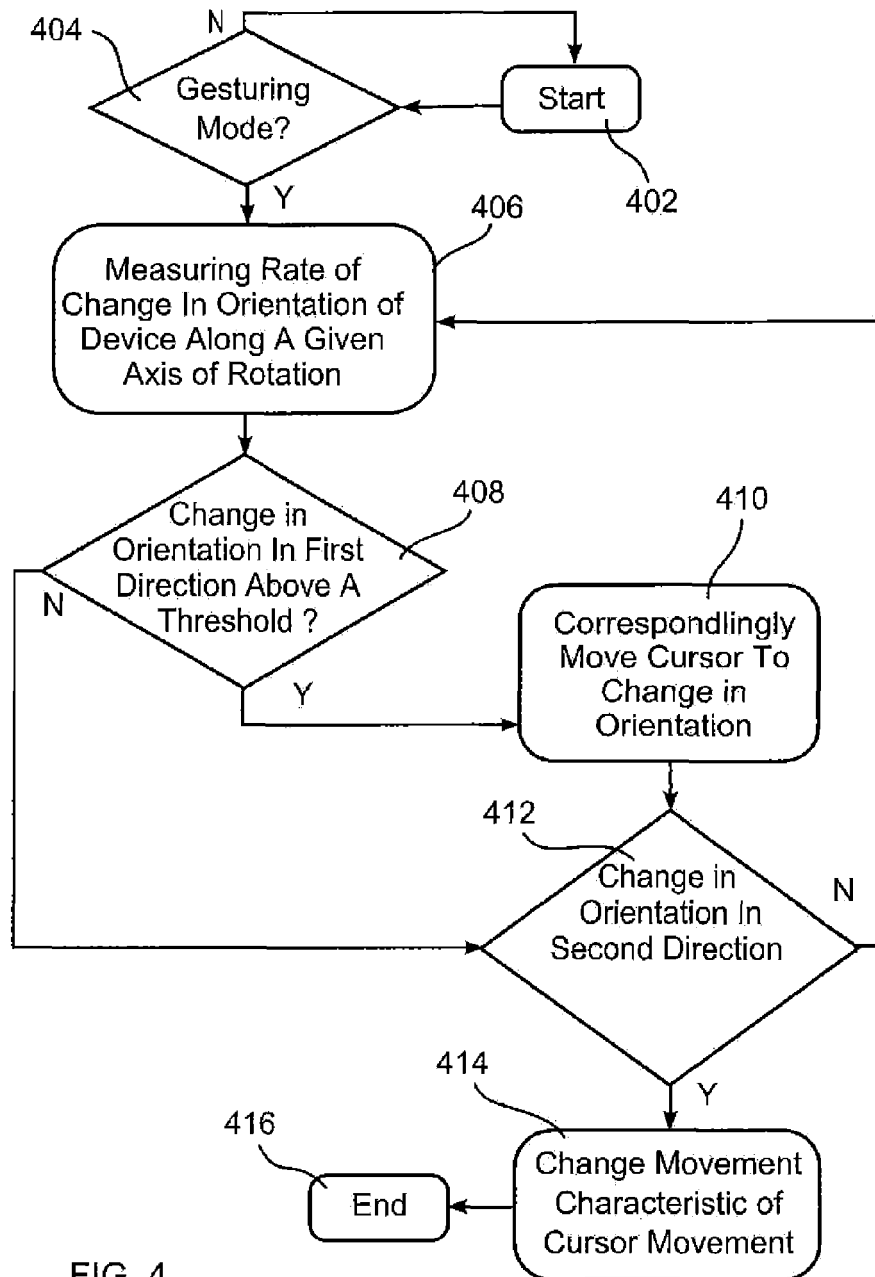 404
N
Gesturing
Mode?
Start
402
Y
406
Measuring Rate of
Change In Orientation of
Device Along A Given
Axis of Rotation
408
Change in
Orientation In First
Direction Above A
Threshold ?
N
Y
410
Correspondlingly
Move Cursor To
Change in
Orientation
412
Change in
Orientation In
Second Direction
N
Y
414
Change Movement
Characteristic of
Cursor Movement
416
End
FIG. 4